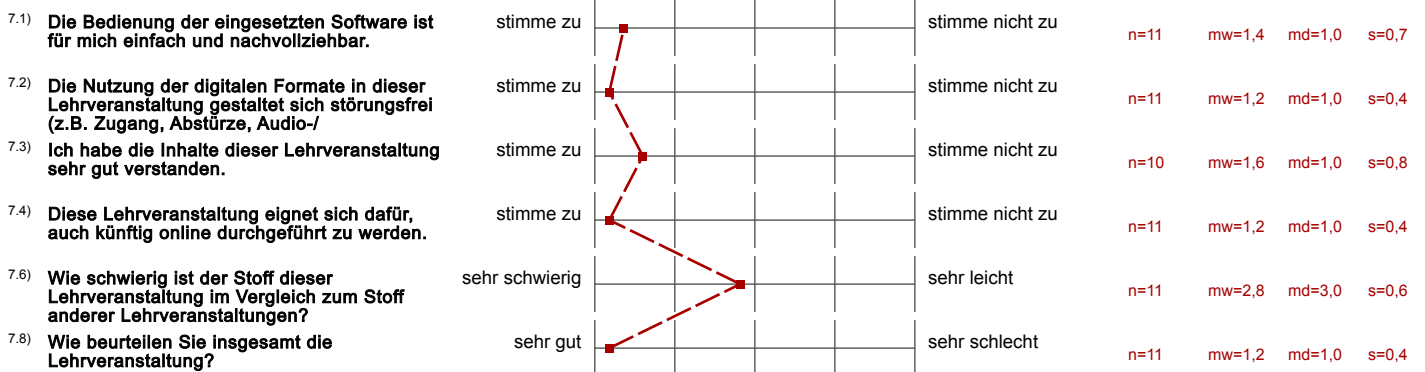 7.1) Die Bedienung der eingesetzten Software ist
für mich einfach und nachvollziehbar.
stimme zu stimme nicht zu n=11 mw=1,4 md=1,0 s=0,7
7.2) Die Nutzung der digitalen Formate in dieser
Lehrveranstaltung gestaltet sich störungsfrei
(z.B. Zugang, Abstürze, Audio-/
stimme zu stimme nicht zu n=11 mw=1,2 md=1,0 s=0,4
7.3) Ich habe die Inhalte dieser Lehrveranstaltung
sehr gut verstanden.
stimme zu stimme nicht zu n=10 mw=1,6 md=1,0 s=0,8
7.4) Diese Lehrveranstaltung eignet sich dafür,
auch künftig online durchgeführt zu werden.
stimme zu stimme nicht zu n=11 mw=1,2 md=1,0 s=0,4
7.6) Wie schwierig ist der Stoff dieser
Lehrveranstaltung im Vergleich zum Stoff
anderer Lehrveranstaltungen?
sehr schwierig sehr leicht n=11 mw=2,8 md=3,0 s=0,6
7.8) Wie beurteilen Sie insgesamt die
Lehrveranstaltung?
sehr gut sehr schlecht n=11 mw=1,2 md=1,0 s=0,4